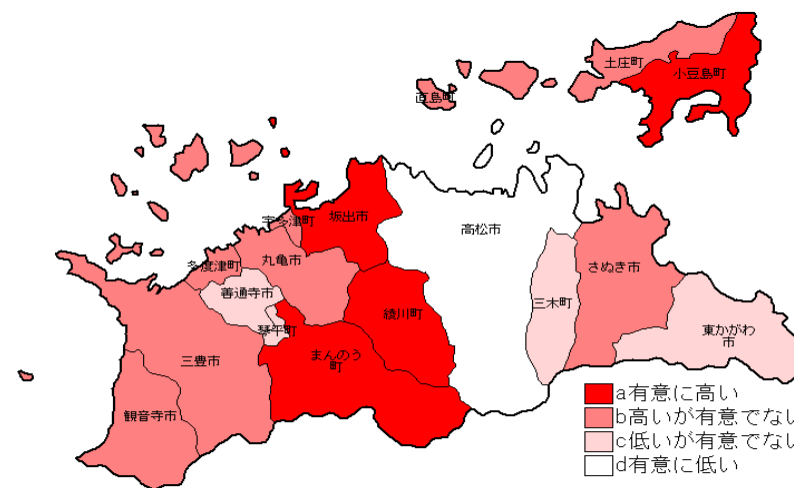 土庄町
小豆島町
直島町
宇多津町
坂出市
高松市
多度津町
丸亀市
さぬき市
善通寺市
三木町
綾川町
琴平町
東かがわ
市
まんのう
町
三豊市
観音寺市
a有意に高い
b高いが有意でない
c低いが有意でない
d有意に低い